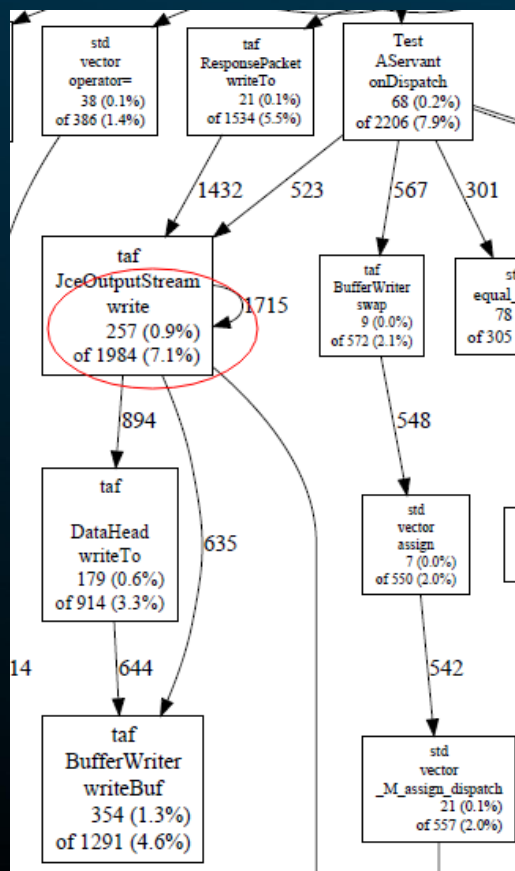 std
vector
operator=
38 (0.1%)
of 386 (1.4%)
taf
ResponsePacket
writeTo
21 (0.1%)
of 1534 (5.5%)
Test
AServant
onDispatch
68 (0.2%)
of 2206 (7.9%)
1432
523
567
301
taf
JceOutputStream
write
257 (0.9%)
of 1984 (7.1%)
1715
taf
BufferWriter
swap
9 (0.0%)
of 572 (2.1%)
st
equal_
78
of 305
894
635
548
taf
DataHead
writeTo
179 (0.6%)
of 914 (3.3%)
std
vector
assign
7 (0.0%)
of 550 (2.0%)
14
644
542
taf
BufferWriter
writeBuf
354 (1.3%)
of 1291 (4.6%)
std
vector
_M_assign_dispatch
21 (0.1%)
of 557 (2.0%)